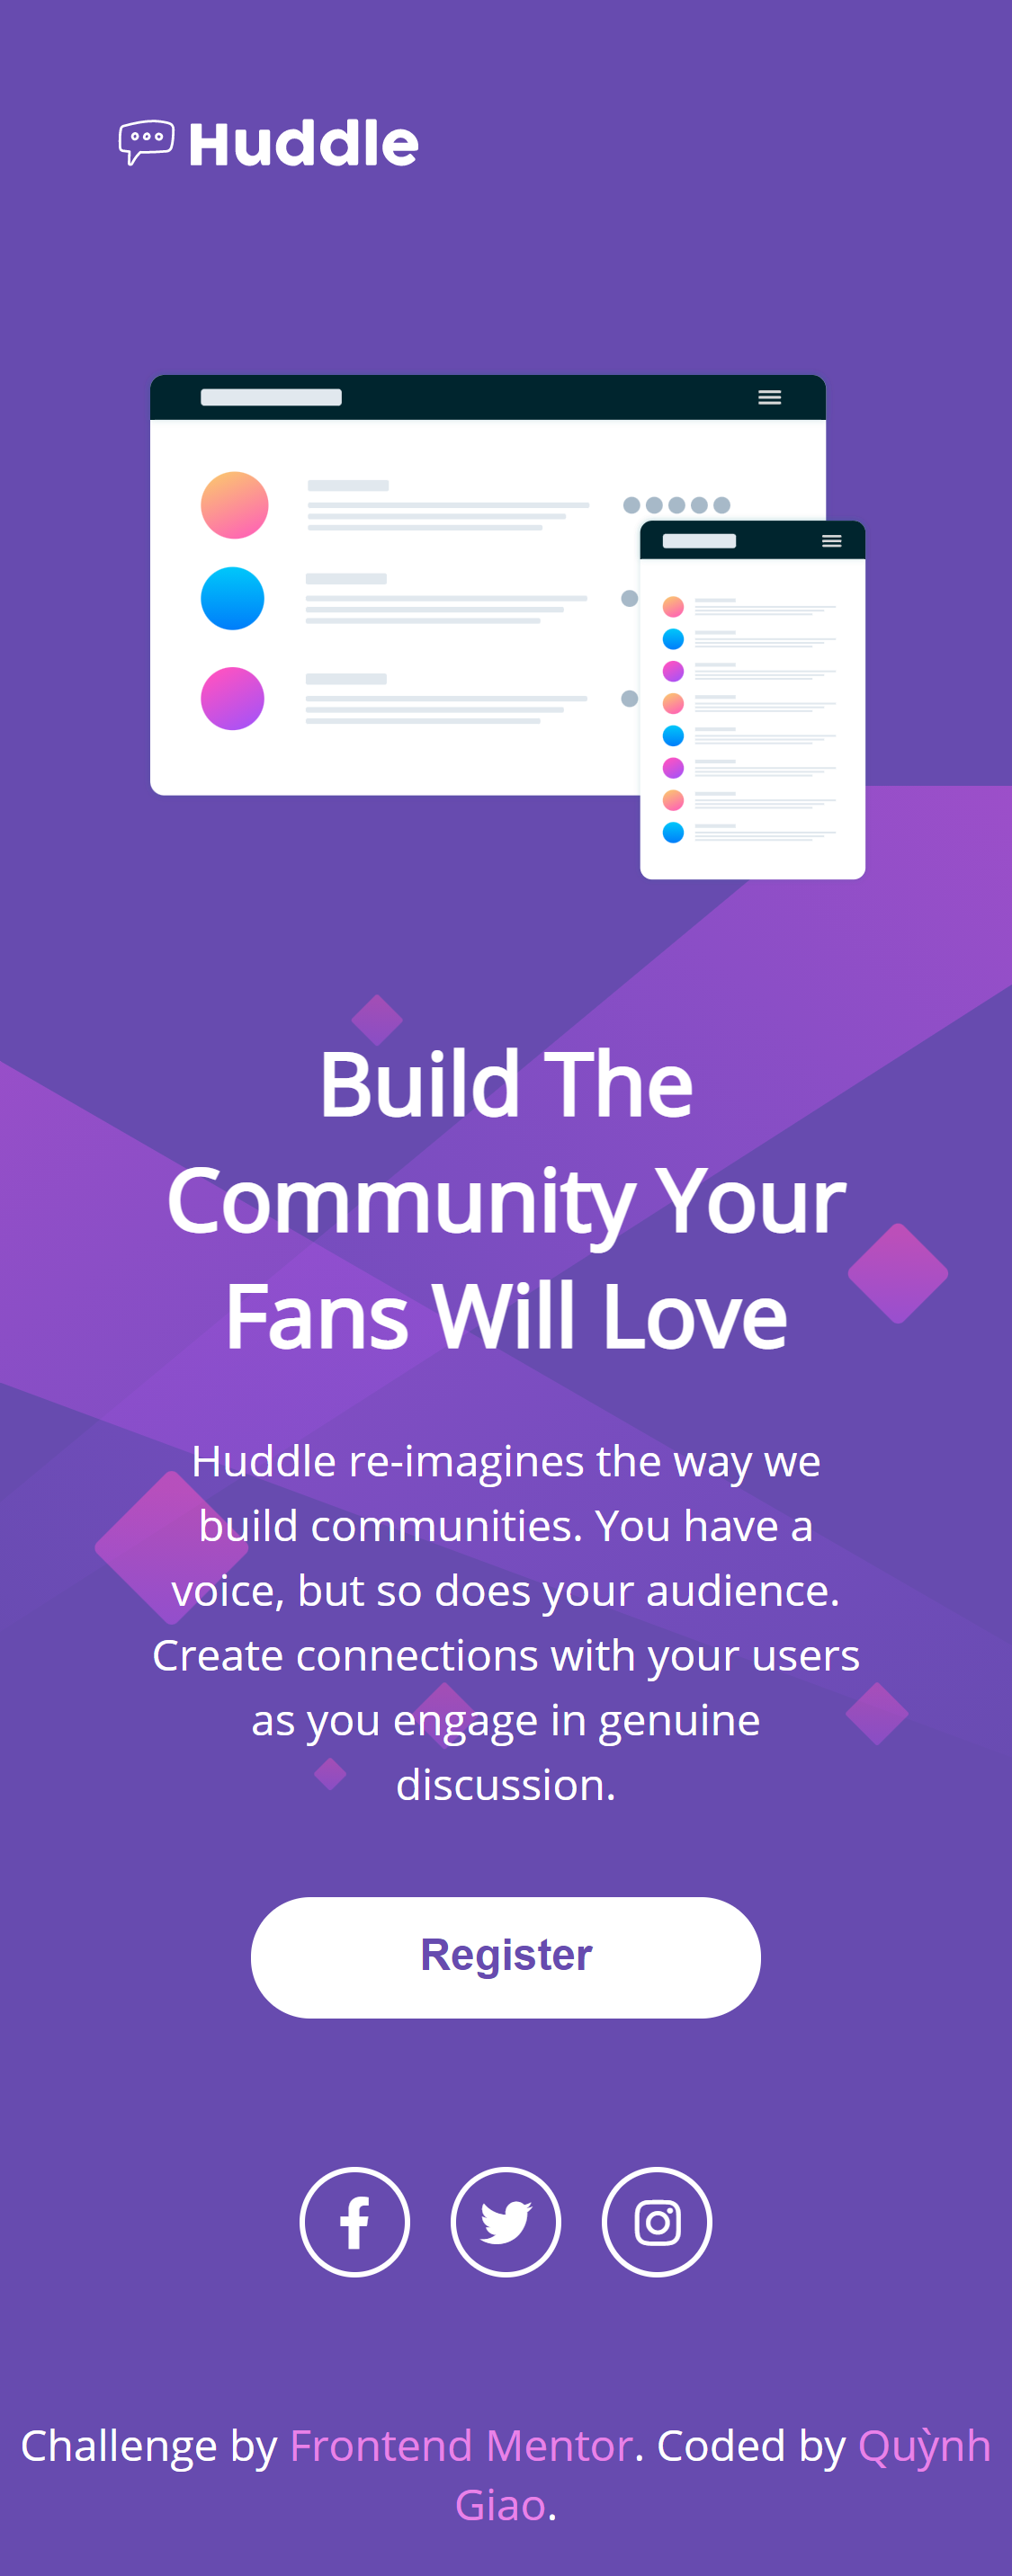 Huddle
Build The
Community Your
Fans Will Love
Huddle re-imagines the way we
build communities. You have a
voice, but so does your audience.
Create connections with your users
as you engage in genuine
discussion.
Register
Challenge by Frontend Mentor. Coded by Quỳnh
Giao.